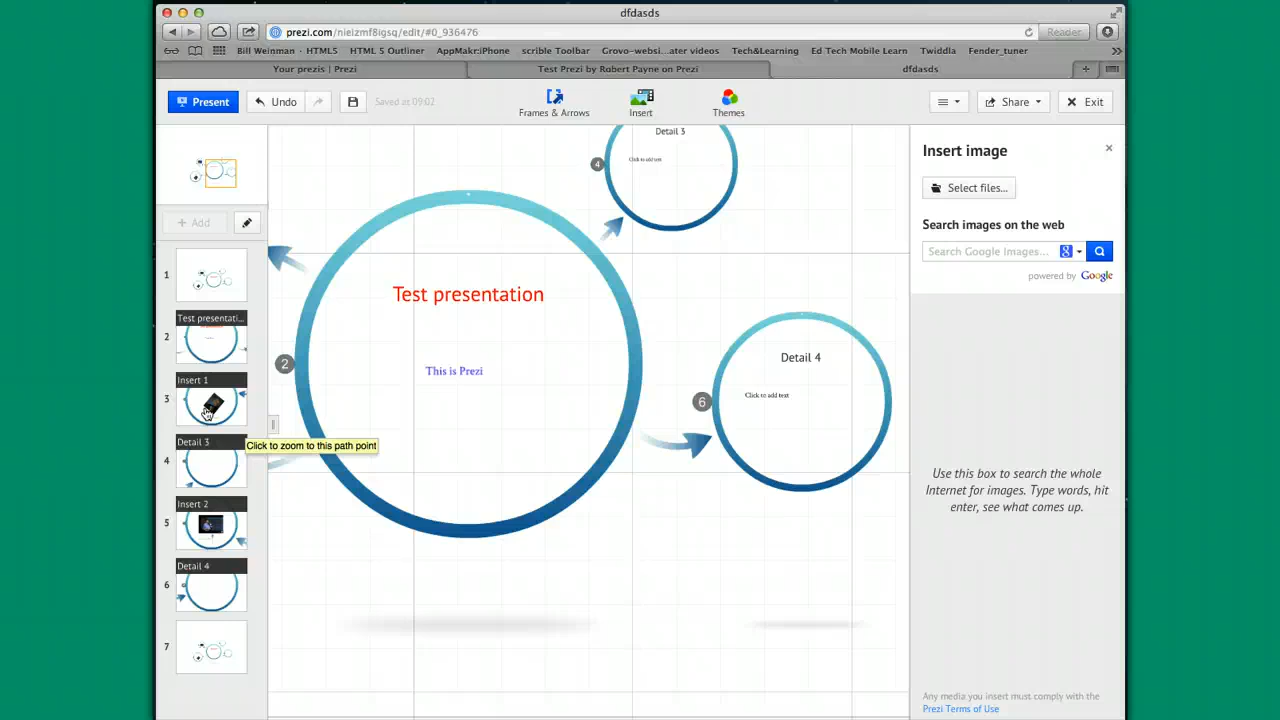 dfdasds
prezi.com/nielzmf8igsq/edit/#0_936476
Reader
Bill Weinman · HTML5
HTML 5 Outliner
AppMakr:iPhone
scrible Toolbar
Grovo-websi...ater videos
Tech&Learning
Ed Tech Mobile Learn
Twiddla
Fender_tuner
Your prezis | Prezi
Test Prezi by Robert Payne on Prezi
dfdasds
Present
Undo
Saved at 09:02
Frames & Arrows
Insert
Themes
Share
Exit
Add
1
Test presentati...
2
Insert 1
3
Click to zoom to this path point
Detail 3
4
Insert 2
5
Detail 4
6
7
Detail 3
4
Click to add text
Test presentation
2
This is Prezi
Detail 4
6
Click to add text
Insert image
Select files...
Search images on the web
Search Google Images...
powered by Google
Use this box to search the whole
Internet for images. Type words, hit
enter, see what comes up.
Any media you insert must comply with the
Prezi Terms of Use